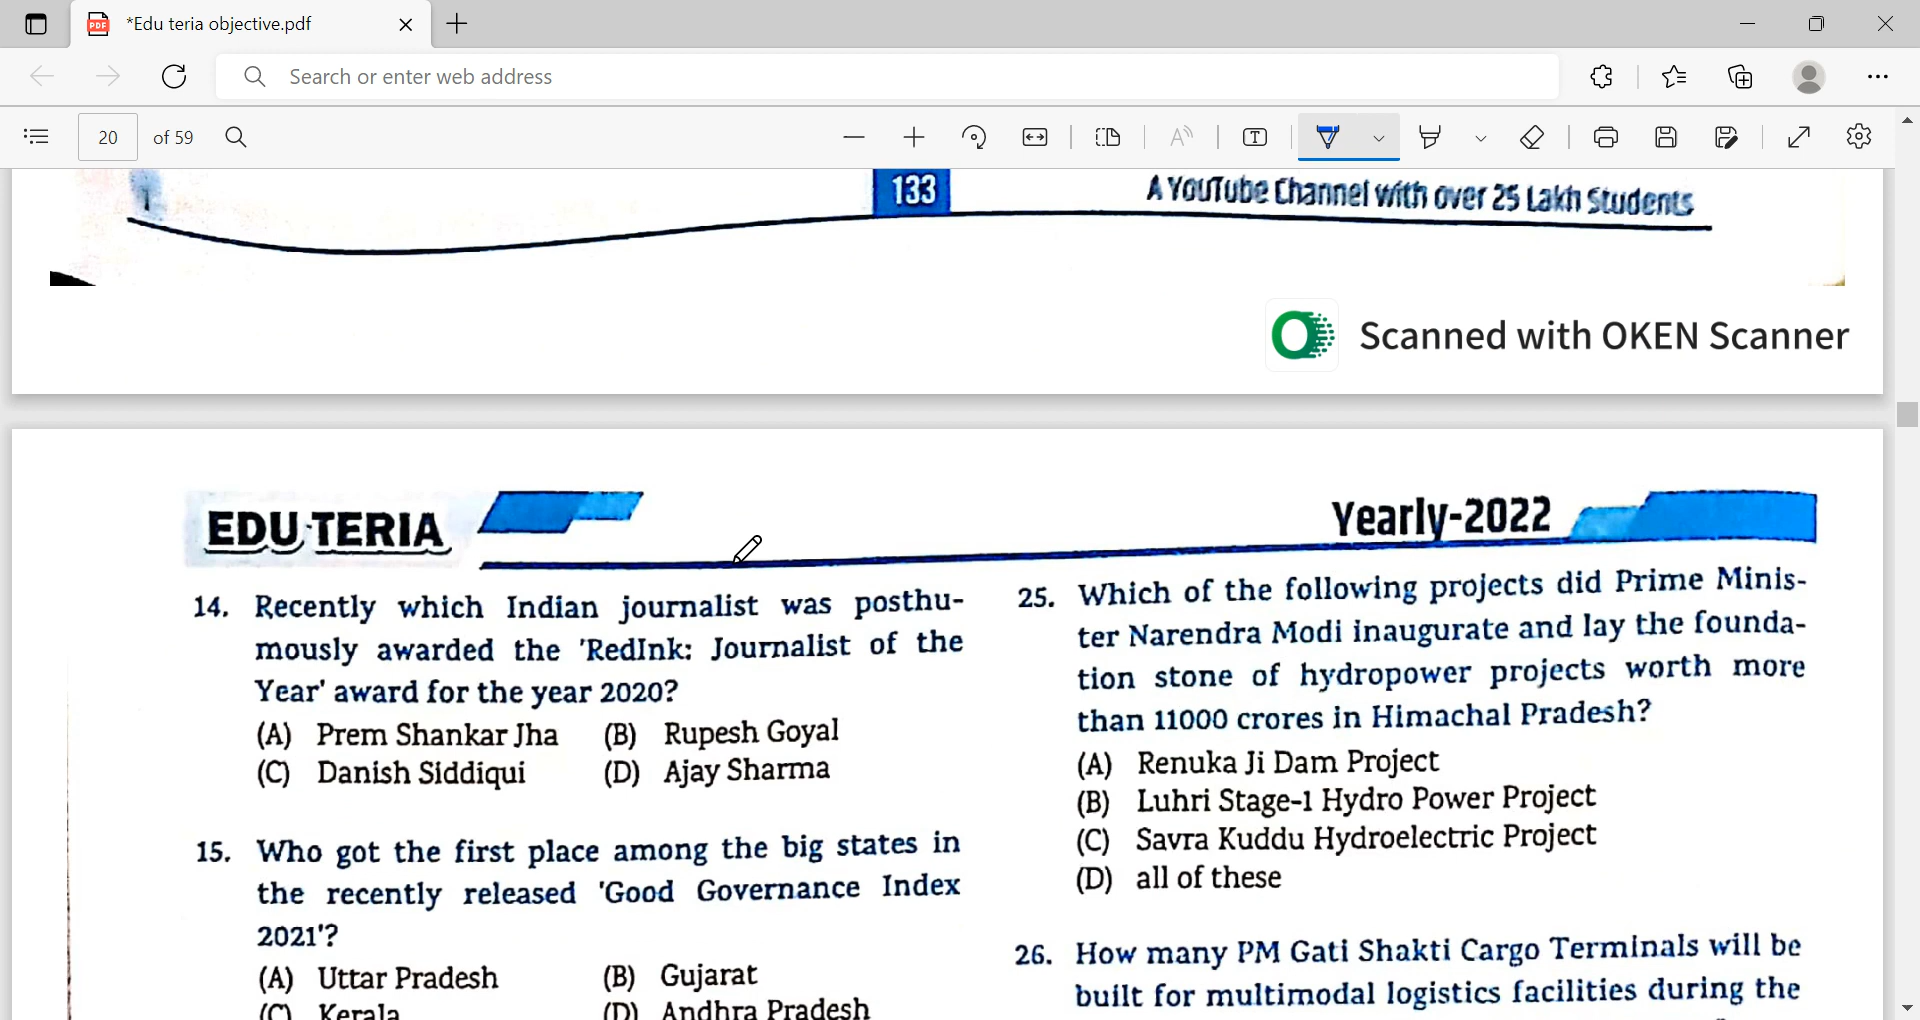 *Edu teria objective.pdf
Search or enter web address
20 of 59
133
A YouTube Channel with over 25 Lakh Students
Scanned with OKEN Scanner
EDU TERIA
Yearly-2022
14. Recently which Indian journalist was posthu-
mously awarded the 'RedInk: Journalist of the
Year' award for the year 2020?
(A) Prem Shankar Jha (B) Rupesh Goyal
(C) Danish Siddiqui (D) Ajay Sharma
15. Who got the first place among the big states in
the recently released 'Good Governance Index
2021'?
(A) Uttar Pradesh (B) Gujarat
(C) Kerala (D) Andhra Pradesh
25. Which of the following projects did Prime Minis-
ter Narendra Modi inaugurate and lay the founda-
tion stone of hydropower projects worth more
than 11000 crores in Himachal Pradesh?
(A) Renuka Ji Dam Project
(B) Luhri Stage-1 Hydro Power Project
(C) Savra Kuddu Hydroelectric Project
(D) all of these
26. How many PM Gati Shakti Cargo Terminals will be
built for multimodal logistics facilities during the